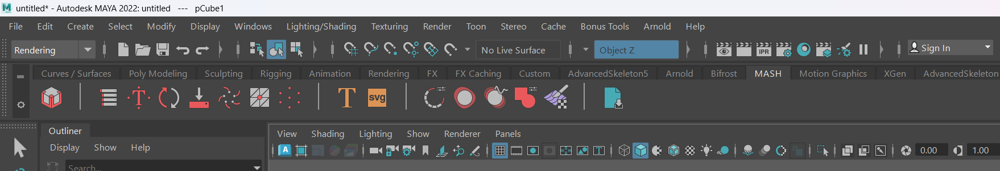 untitled* - Autodesk MAYA 2022: untitled   ---   pCube1
File Edit Create Select Modify Display Windows Lighting/Shading Texturing Render Toon Stereo Cache Bonus Tools Arnold Help
Rendering No Live Surface Object Z IPR Sign In
Curves / Surfaces Poly Modeling Sculpting Rigging Animation Rendering FX FX Caching Custom AdvancedSkeleton5 Arnold Bifrost MASH Motion Graphics XGen AdvancedSkeleton
T T svg
Outliner
View Shading Lighting Show Renderer Panels
Display Show Help
A T 0.00 1.00
Search...